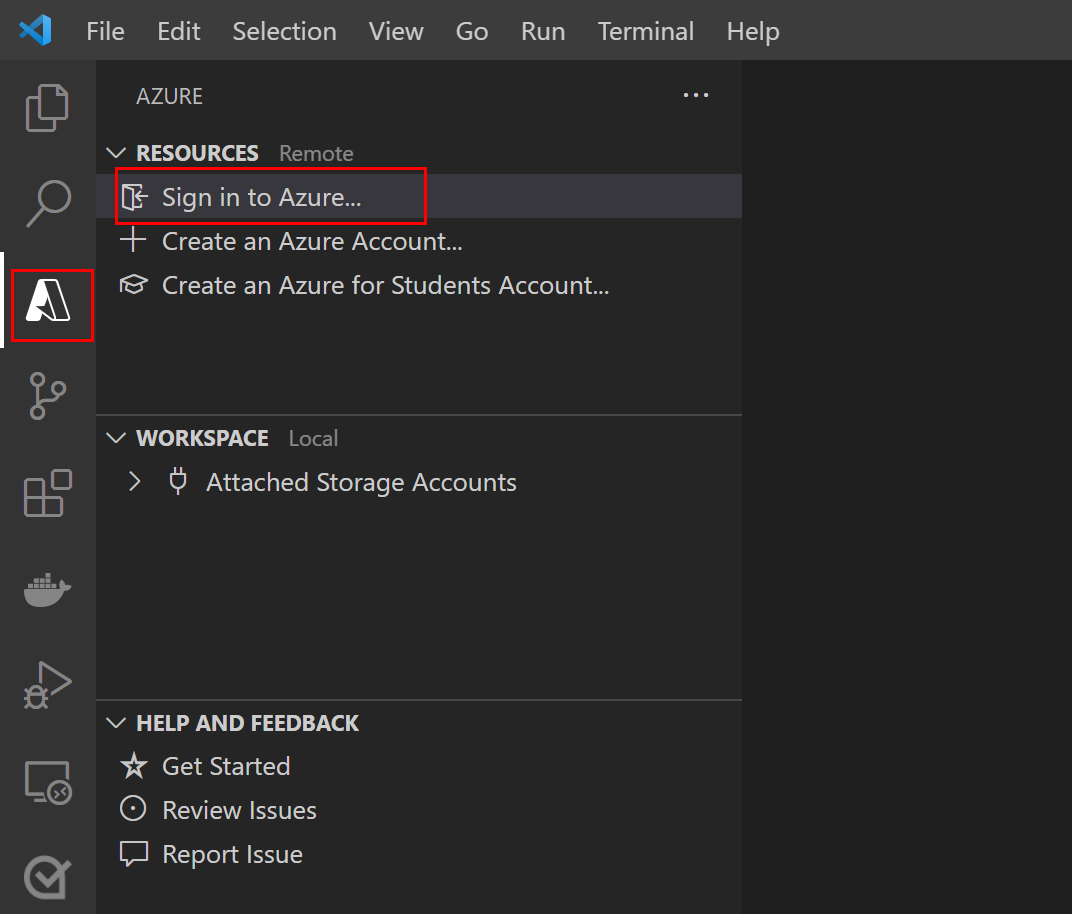 File Edit Selection View Go Run Terminal Help
AZURE
RESOURCES Remote
Sign in to Azure...
Create an Azure Account...
Create an Azure for Students Account...
WORKSPACE Local
Attached Storage Accounts
HELP AND FEEDBACK
Get Started
Review Issues
Report Issue